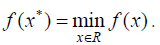 f(x*) = min f(x).
x∈R